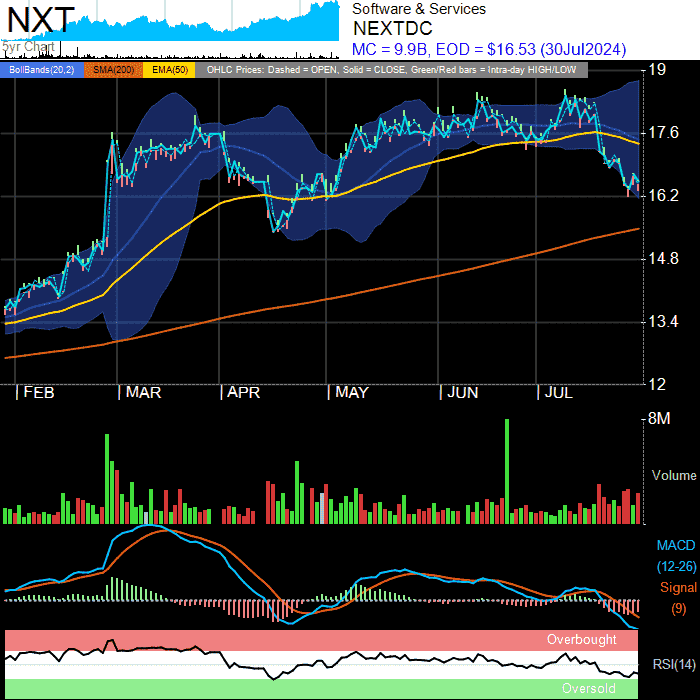 NXT
5yr Chart
Software & Services
NEXTDC
MC = 9.9B, EOD = $16.53 (30Jul2024)
BollBands(20,2) SMA(200) EMA(50) OHLC Prices: Dashed = OPEN, Solid = CLOSE, Green/Red bars = Intra-day HIGH/LOW
19
17.6
16.2
14.8
13.4
12
FEB MAR APR MAY JUN JUL
8M
Volume
MACD
(12-26)
Signal
(9)
Overbought
RSI(14)
Oversold